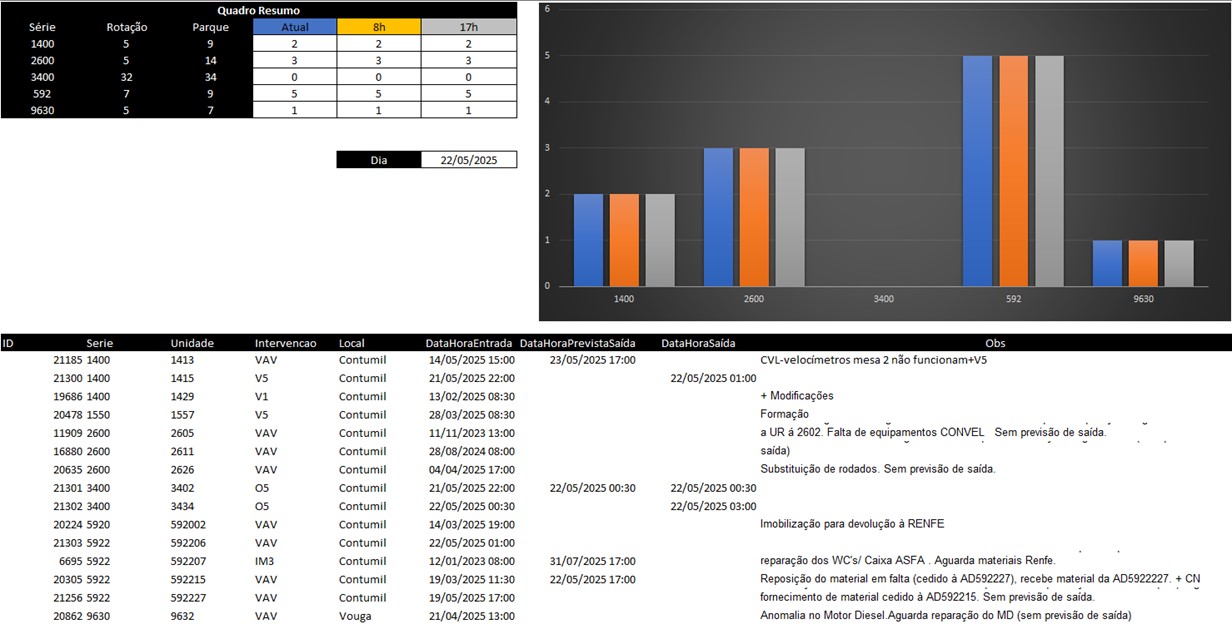 Quadro Resumo
Série Rotação Parque Atual 8h 17h
1400 5 9 2 2 2
2600 5 14 3 3 3
3400 32 34 0 0 0
592 7 9 5 5 5
9630 5 7 1 1 1
Dia 22/05/2025
6
5
4
3
2
1
0
1400 2600 3400 592 9630
ID Serie Unidade Intervencao Local DataHoraEntrada DataHoraPrevistaSaída DataHoraSaída Obs
21185 1400 1413 VAV Contumil 14/05/2025 15:00 23/05/2025 17:00 CVL-velocímetros mesa 2 não funcionam+V5
21300 1400 1415 V5 Contumil 21/05/2025 22:00 22/05/2025 01:00
19686 1400 1429 V1 Contumil 13/02/2025 08:30 + Modificações
20478 1550 1557 V5 Contumil 28/03/2025 08:30 Formação
11909 2600 2605 VAV Contumil 11/11/2023 13:00 a UR á 2602. Falta de equipamentos CONVEL Sem previsão de saída.
16880 2600 2611 VAV Contumil 28/08/2024 08:00 saída)
20635 2600 2626 VAV Contumil 04/04/2025 17:00 Substituição de rodados. Sem previsão de saída.
21301 3400 3402 O5 Contumil 21/05/2025 22:00 22/05/2025 00:30 22/05/2025 00:30
21302 3400 3434 O5 Contumil 22/05/2025 00:30 22/05/2025 03:00
20224 5920 592002 VAV Contumil 14/03/2025 19:00 Imobilização para devolução à RENFE
21303 5922 592206 VAV Contumil 22/05/2025 01:00
6695 5922 592207 IM3 Contumil 12/01/2023 08:00 31/07/2025 17:00 reparação dos WC's/ Caixa ASFA . Aguarda materiais Renfe.
20305 5922 592215 VAV Contumil 19/03/2025 11:30 22/05/2025 17:00 Reposição do material em falta (cedido à AD592227), recebe material da AD5922227. + CN
21256 5922 592227 VAV Contumil 19/05/2025 17:00 fornecimento de material cedido à AD592215. Sem previsão de saída.
20862 9630 9632 VAV Vouga 21/04/2025 13:00 Anomalia no Motor Diesel.Aguarda reparação do MD (sem previsão de saída)